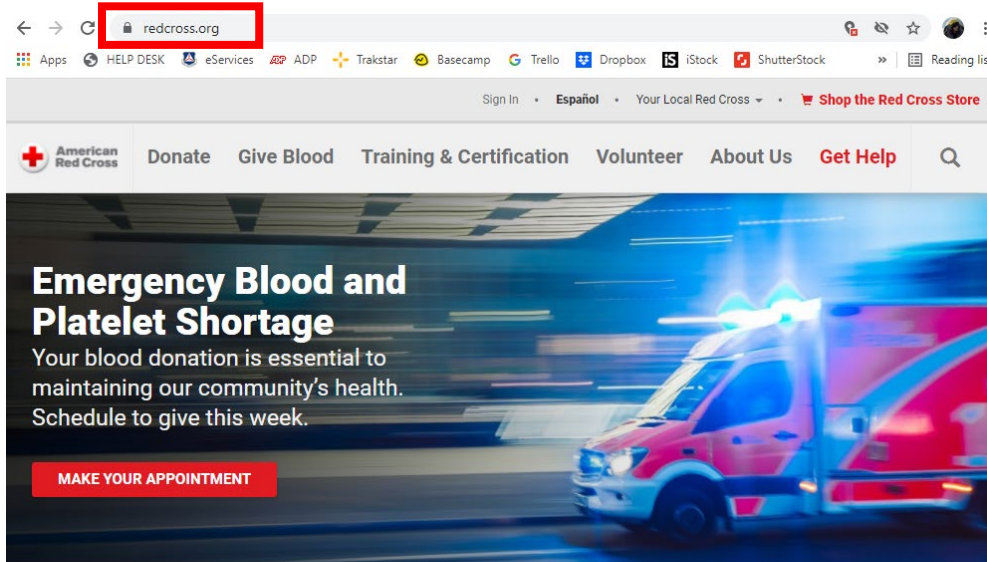 redcross.org
Apps HELP DESK eServices ADP Trakstar Basecamp Trello Dropbox iStock ShutterStock » Reading lis
Sign In • Español • Your Local Red Cross • Shop the Red Cross Store
American
Red Cross
Donate Give Blood Training & Certification Volunteer About Us Get Help
Emergency Blood and
Platelet Shortage
Your blood donation is essential to
maintaining our community's health.
Schedule to give this week.
MAKE YOUR APPOINTMENT